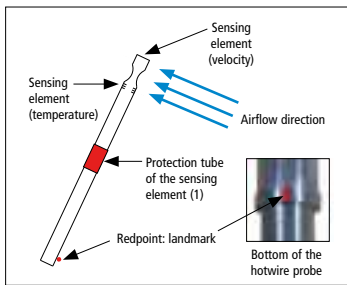 Sensing
element
(velocity)
Sensing
element
(temperature)
Airflow direction
Protection tube
of the sensing
element (1)
Redpoint: landmark
Bottom of the
hotwire probe